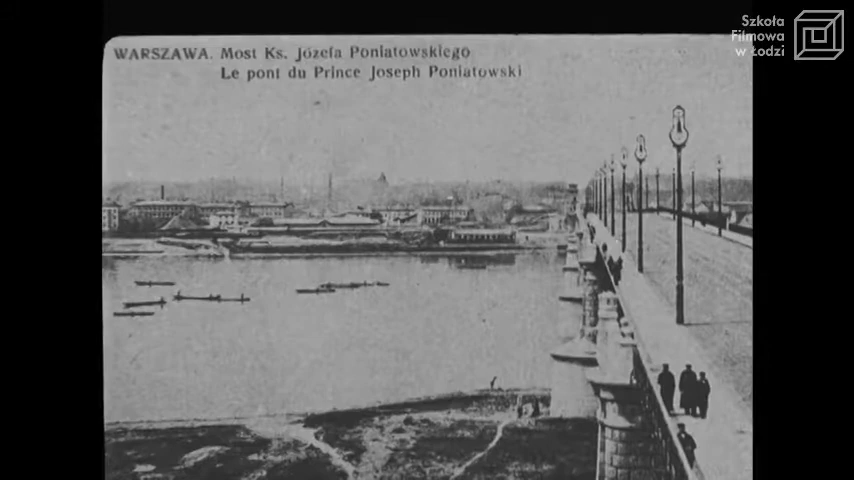 WARSZAWA. Most Ks. Józefa Poniatowskiego
Le pont du Prince Joseph Poniatowski
Szkoła
Filmowa
w Łodzi